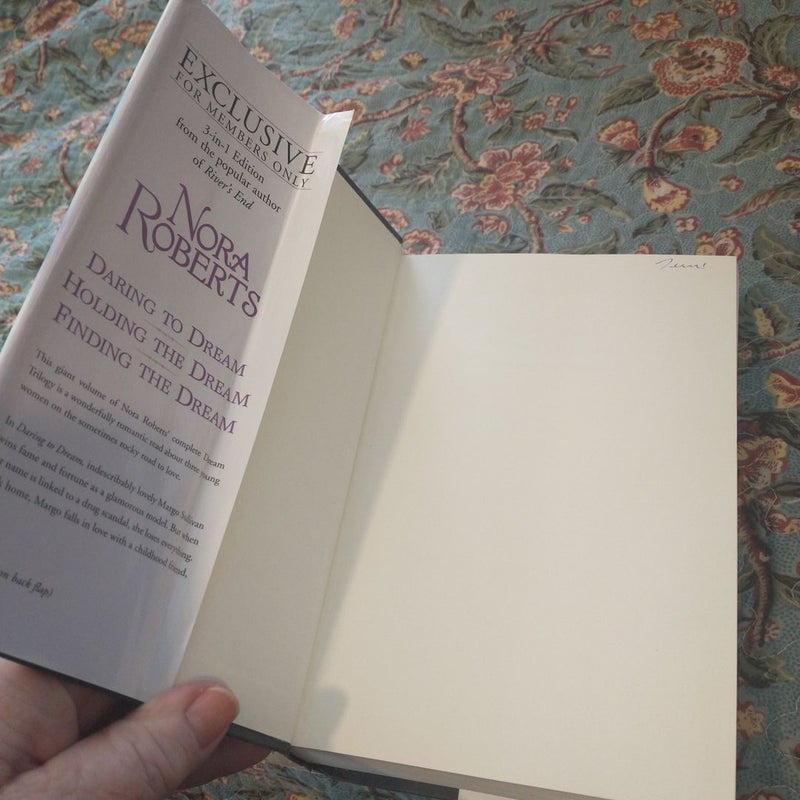 EXCLUSIVE
FOR MEMBERS ONLY
3-in-1 Edition
from the popular author
of River's End
NORA
ROBERTS
DARING TO DREAM
HOLDING THE DREAM
FINDING THE DREAM
This giant volume of Nora Roberts' complete Dream
Trilogy is a wonderfully romantic read about three young
women on the sometimes rocky road to love.
In Daring to Dream, indescribably lovely Margo Sullivan
wins fame and fortune as a glamorous model. But when
name is linked to a drug scandal, she loses everything.
home, Margo falls in love with a childhood friend,
on back flap)